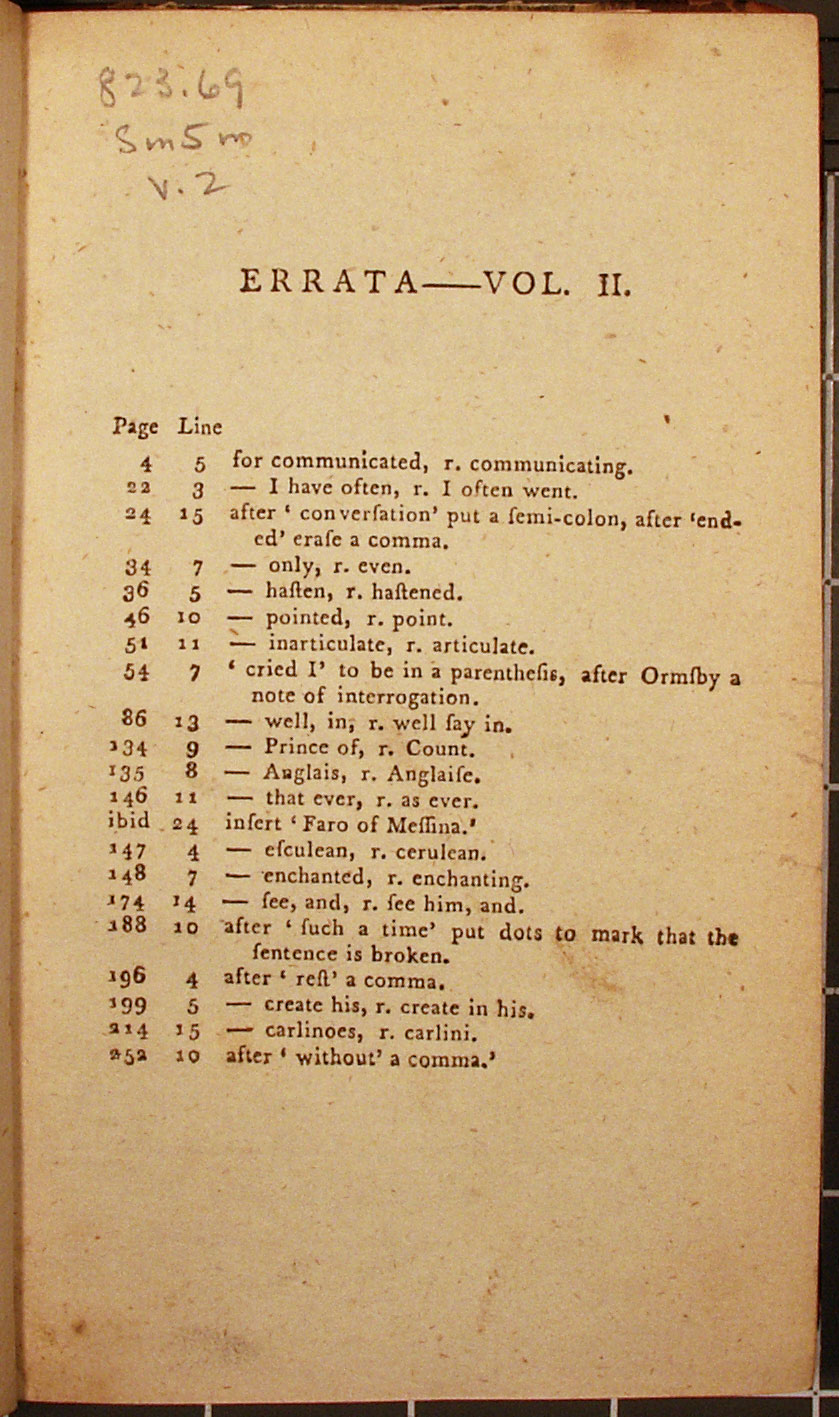 823.69
Sm5m
v.2
ERRATA——VOL. II.
Page Line
4 5 for communicated, r. communicating.
22 3 — I have often, r. I often went.
24 15 after ‘ converſation’ put a ſemi-colon, after ‘end-
ed’ eraſe a comma.
34 7 — only, r. even.
36 5 — haſten, r. haſtened.
46 10 — pointed, r. point.
51 11 — inarticulate, r. articulate.
54 7 ‘ cried I’ to be in a parentheſis, after Ormſby a
note of interrogation.
86 13 — well, in, r. well ſay in.
134 9 — Prince of, r. Count.
135 8 — Anglais, r. Anglaiſe.
146 11 — that ever, r. as ever.
ibid 24 inſert ‘ Faro of Meſſina.’
147 4 — eſculean, r. cerulean.
148 7 — enchanted, r. enchanting.
174 14 — ſee, and, r. ſee him, and.
188 10 after ‘ ſuch a time’ put dots to mark that the
ſentence is broken.
196 4 after ‘ reſt’ a comma.
199 5 — create his, r. create in his.
214 15 — carlinoes, r. carlini.
252 10 after ‘ without’ a comma.’